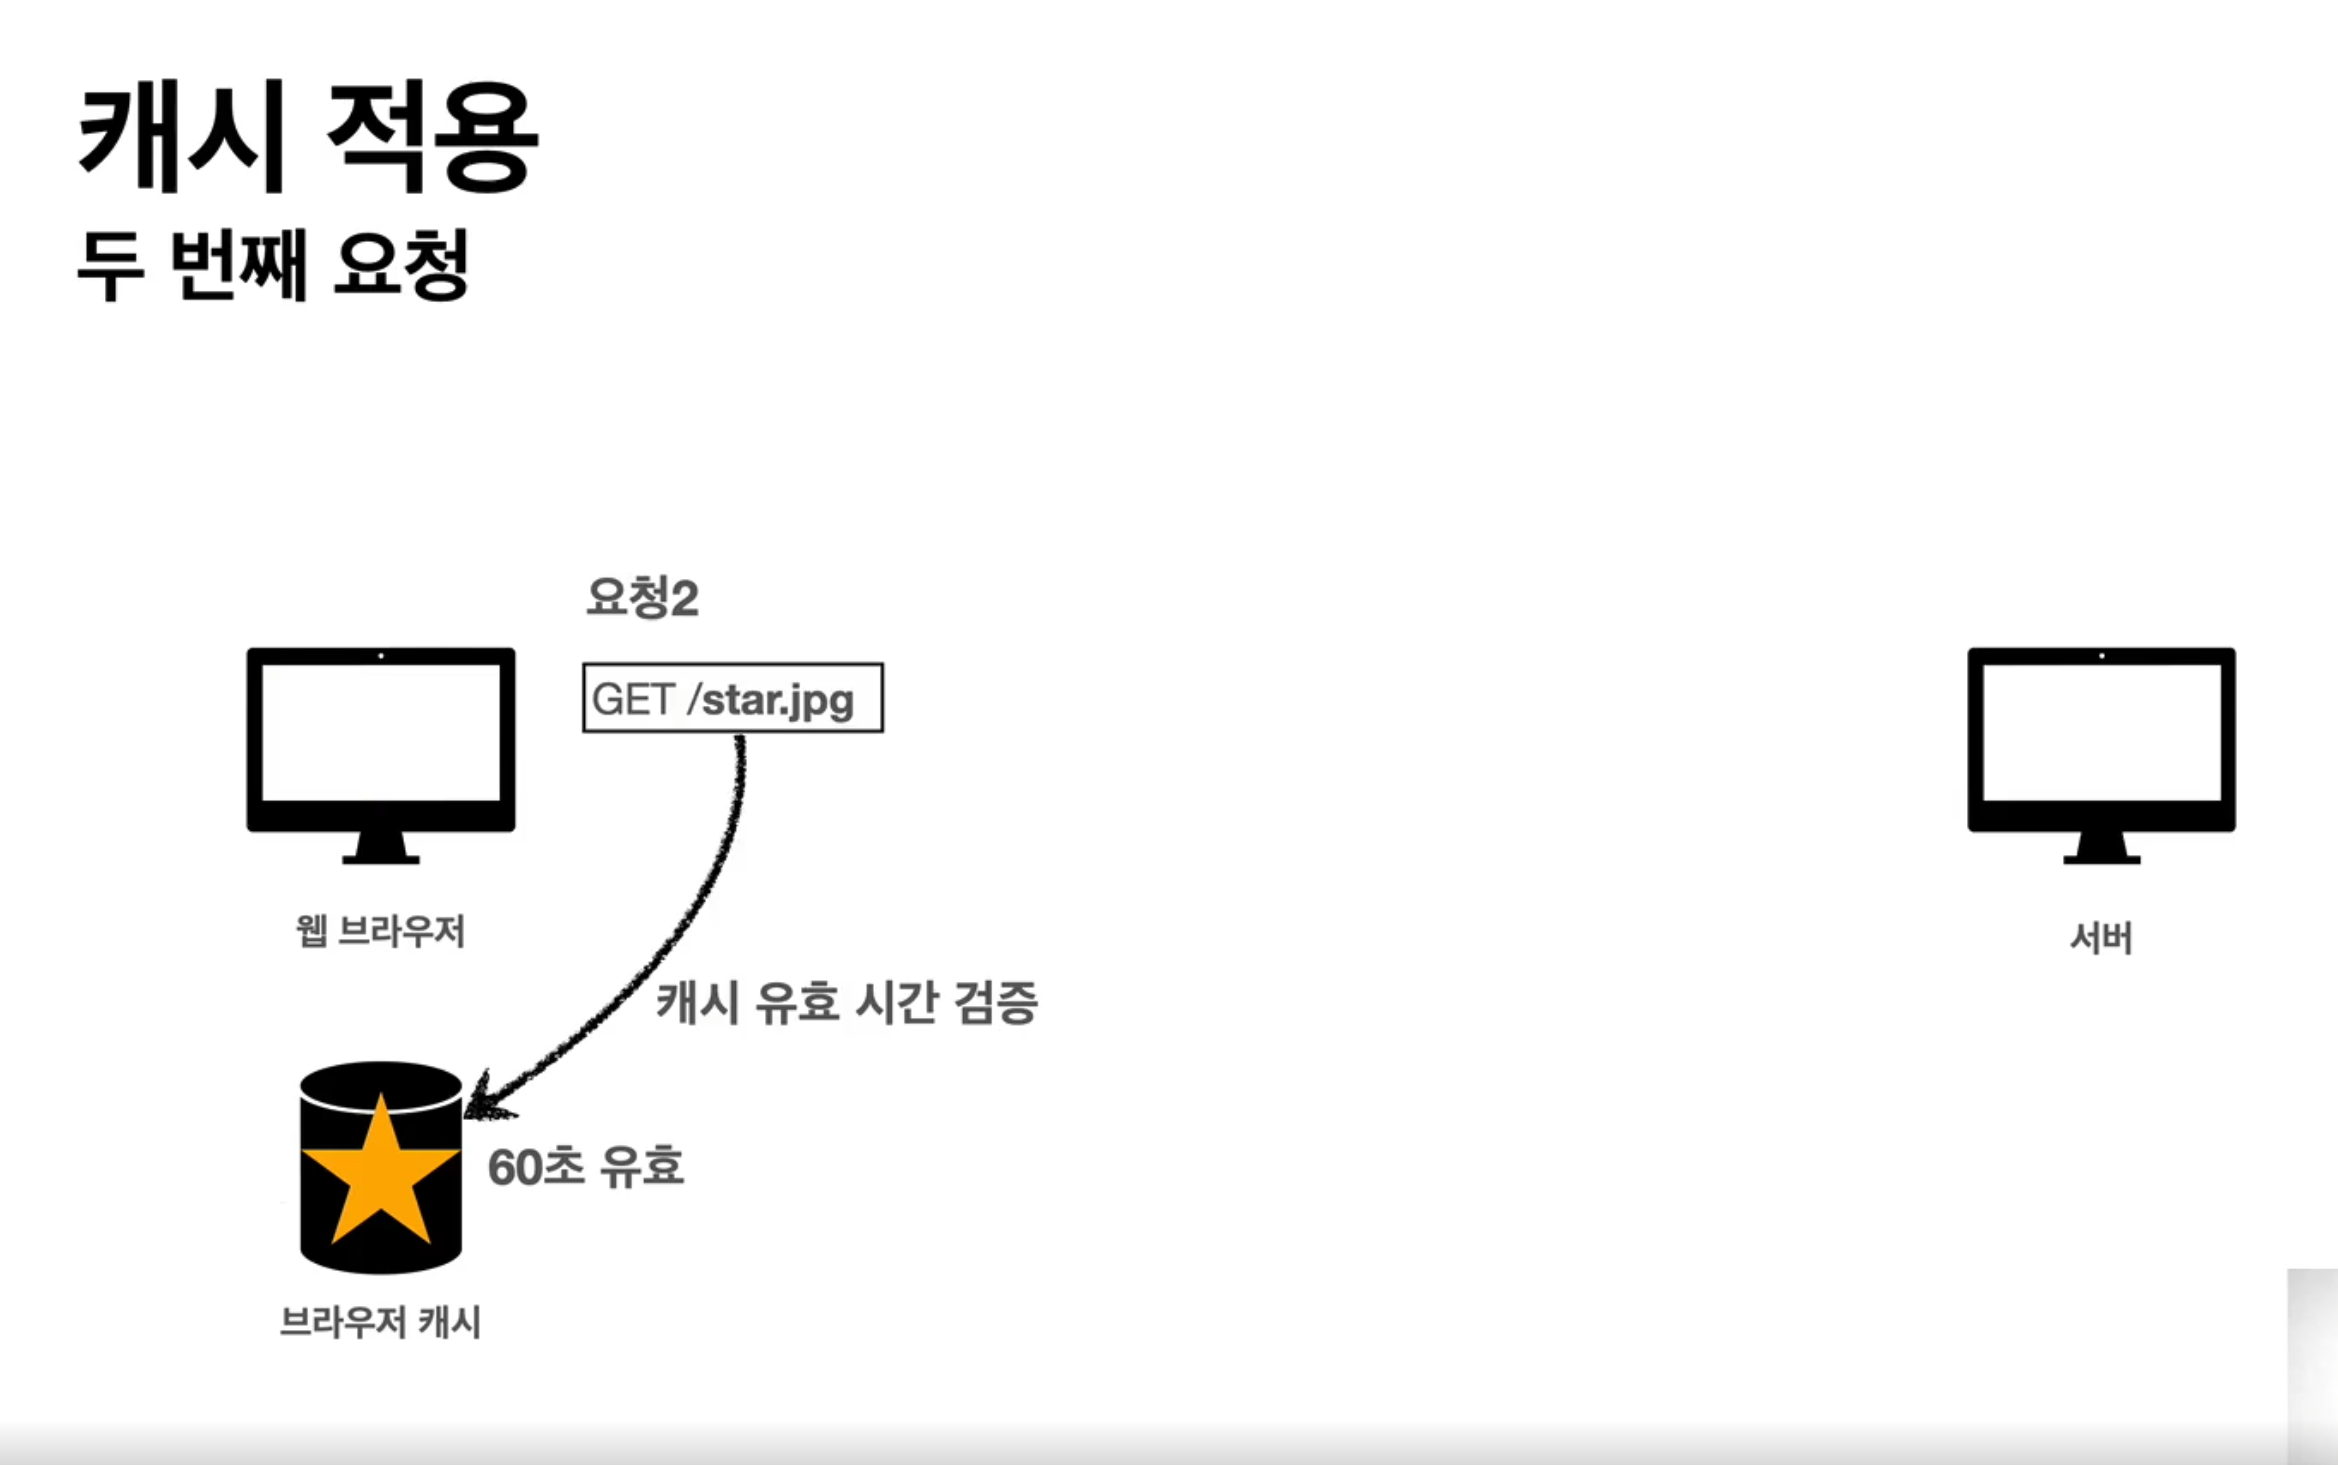 캐시 적용
두 번째 요청
요청2
GET /star.jpg
웹 브라우저
서버
캐시 유효 시간 검증
60초 유효
브라우저 캐시